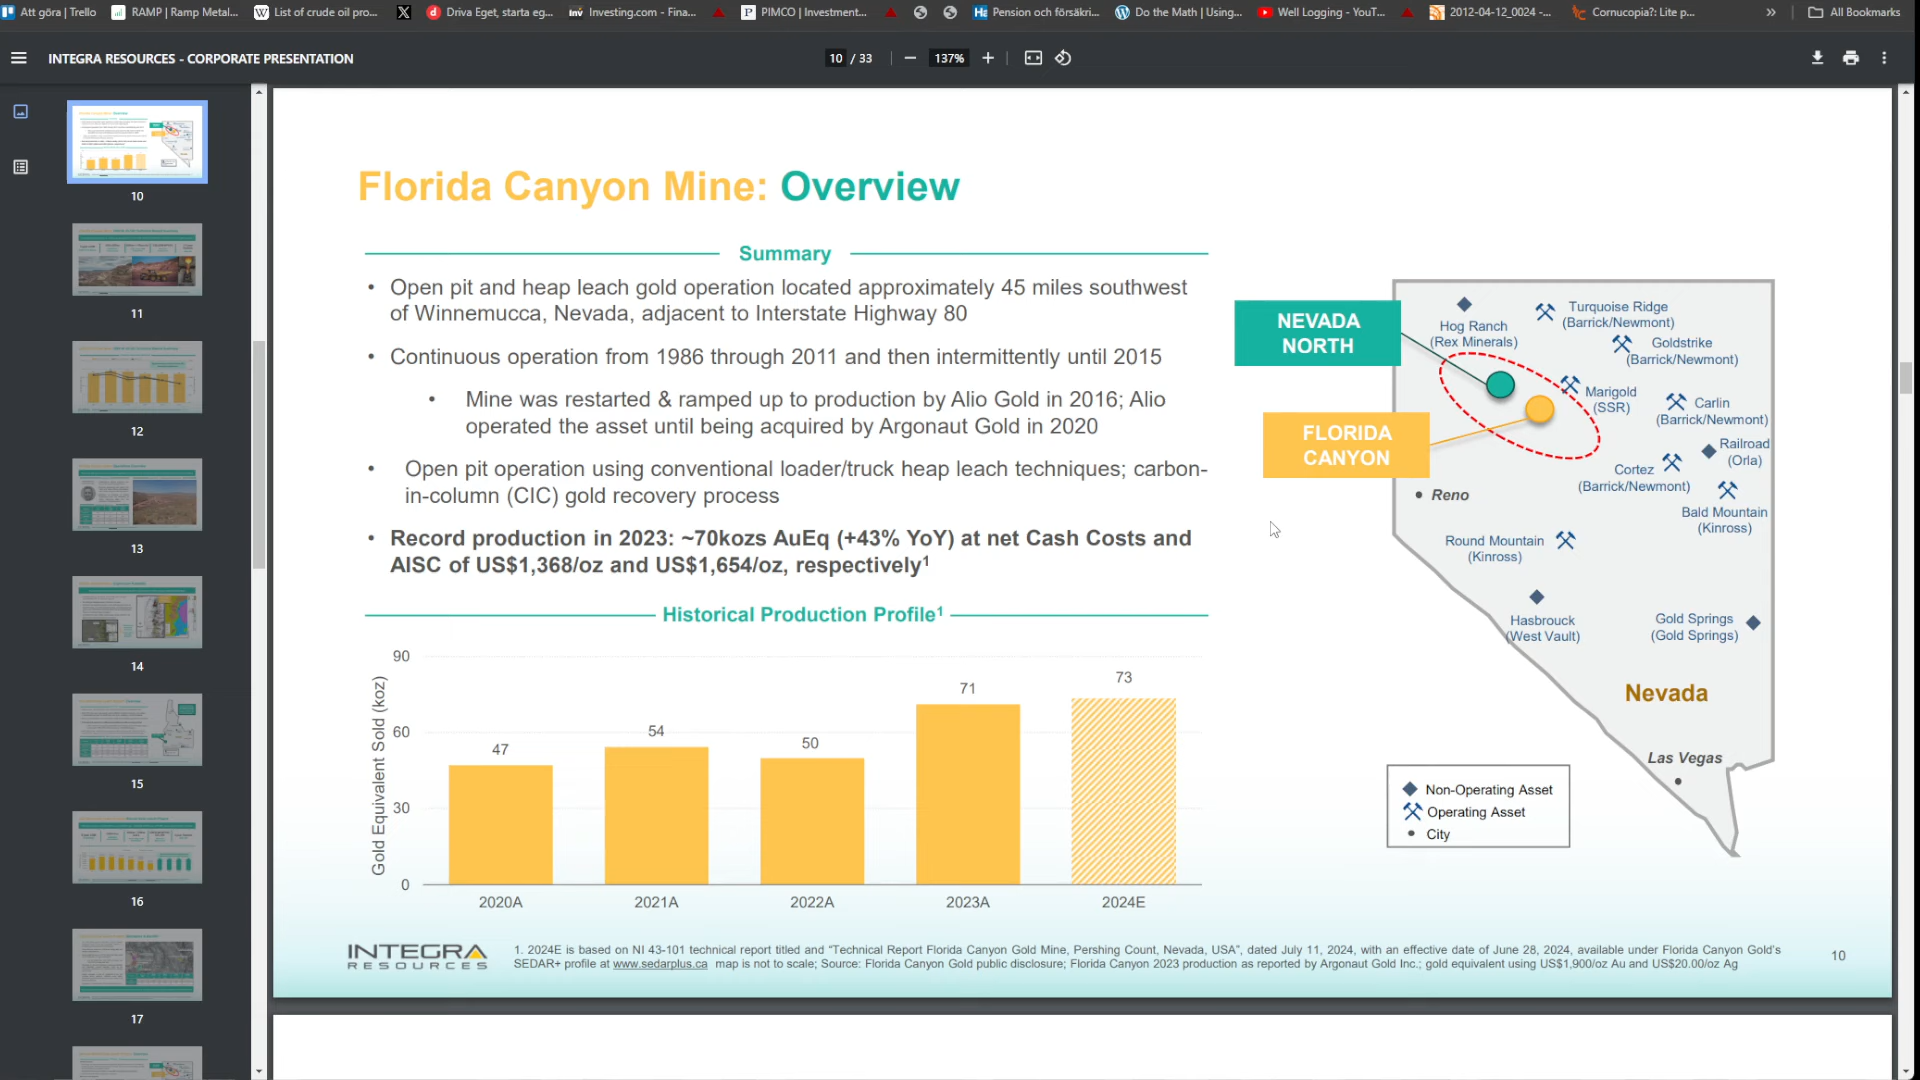 Att göra | Trello
RAMP | Ramp Metal...
List of crude oil pro...
Driva Eget, starta eg...
inv
Investing.com - Fina...
P
PIMCO | Investment...
Pension och försäkri...
Do the Math | Using...
Well Logging - YouT...
2012-04-12_0024 -...
Cornucopia?: Lite p...
»
All Bookmarks
INTEGRA RESOURCES - CORPORATE PRESENTATION
10 / 33
137%
10
11
12
13
14
15
16
17
Florida Canyon Mine: Overview
Summary
• Open pit and heap leach gold operation located approximately 45 miles southwest
of Winnemucca, Nevada, adjacent to Interstate Highway 80
• Continuous operation from 1986 through 2011 and then intermittently until 2015
• Mine was restarted & ramped up to production by Alio Gold in 2016; Alio
operated the asset until being acquired by Argonaut Gold in 2020
• Open pit operation using conventional loader/truck heap leach techniques; carbon-
in-column (CIC) gold recovery process
• Record production in 2023: ~70kozs AuEq (+43% YoY) at net Cash Costs and
AISC of US$1,368/oz and US$1,654/oz, respectively¹
Historical Production Profile¹
Gold Equivalent Sold (koz)
90
60
30
0
47
54
50
71
73
2020A
2021A
2022A
2023A
2024E
NEVADA
NORTH
FLORIDA
CANYON
Hog Ranch
(Rex Minerals)
Turquoise Ridge
(Barrick/Newmont)
Goldstrike
(Barrick/Newmont)
Marigold
(SSR)
Carlin
(Barrick/Newmont)
Railroad
(Orla)
Cortez
(Barrick/Newmont)
Reno
Bald Mountain
(Kinross)
Round Mountain
(Kinross)
Hasbrouck
(West Vault)
Gold Springs
(Gold Springs)
Nevada
Las Vegas
Non-Operating Asset
Operating Asset
City
INTEGRA
RESOURCES
1. 2024E is based on NI 43-101 technical report titled and "Technical Report Florida Canyon Gold Mine, Pershing Count, Nevada, USA", dated July 11, 2024, with an effective date of June 28, 2024, available under Florida Canyon Gold's
SEDAR+ profile at www.sedarplus.ca map is not to scale; Source: Florida Canyon Gold public disclosure; Florida Canyon 2023 production as reported by Argonaut Gold Inc.; gold equivalent using US$1,900/oz Au and US$20.00/oz Ag
10